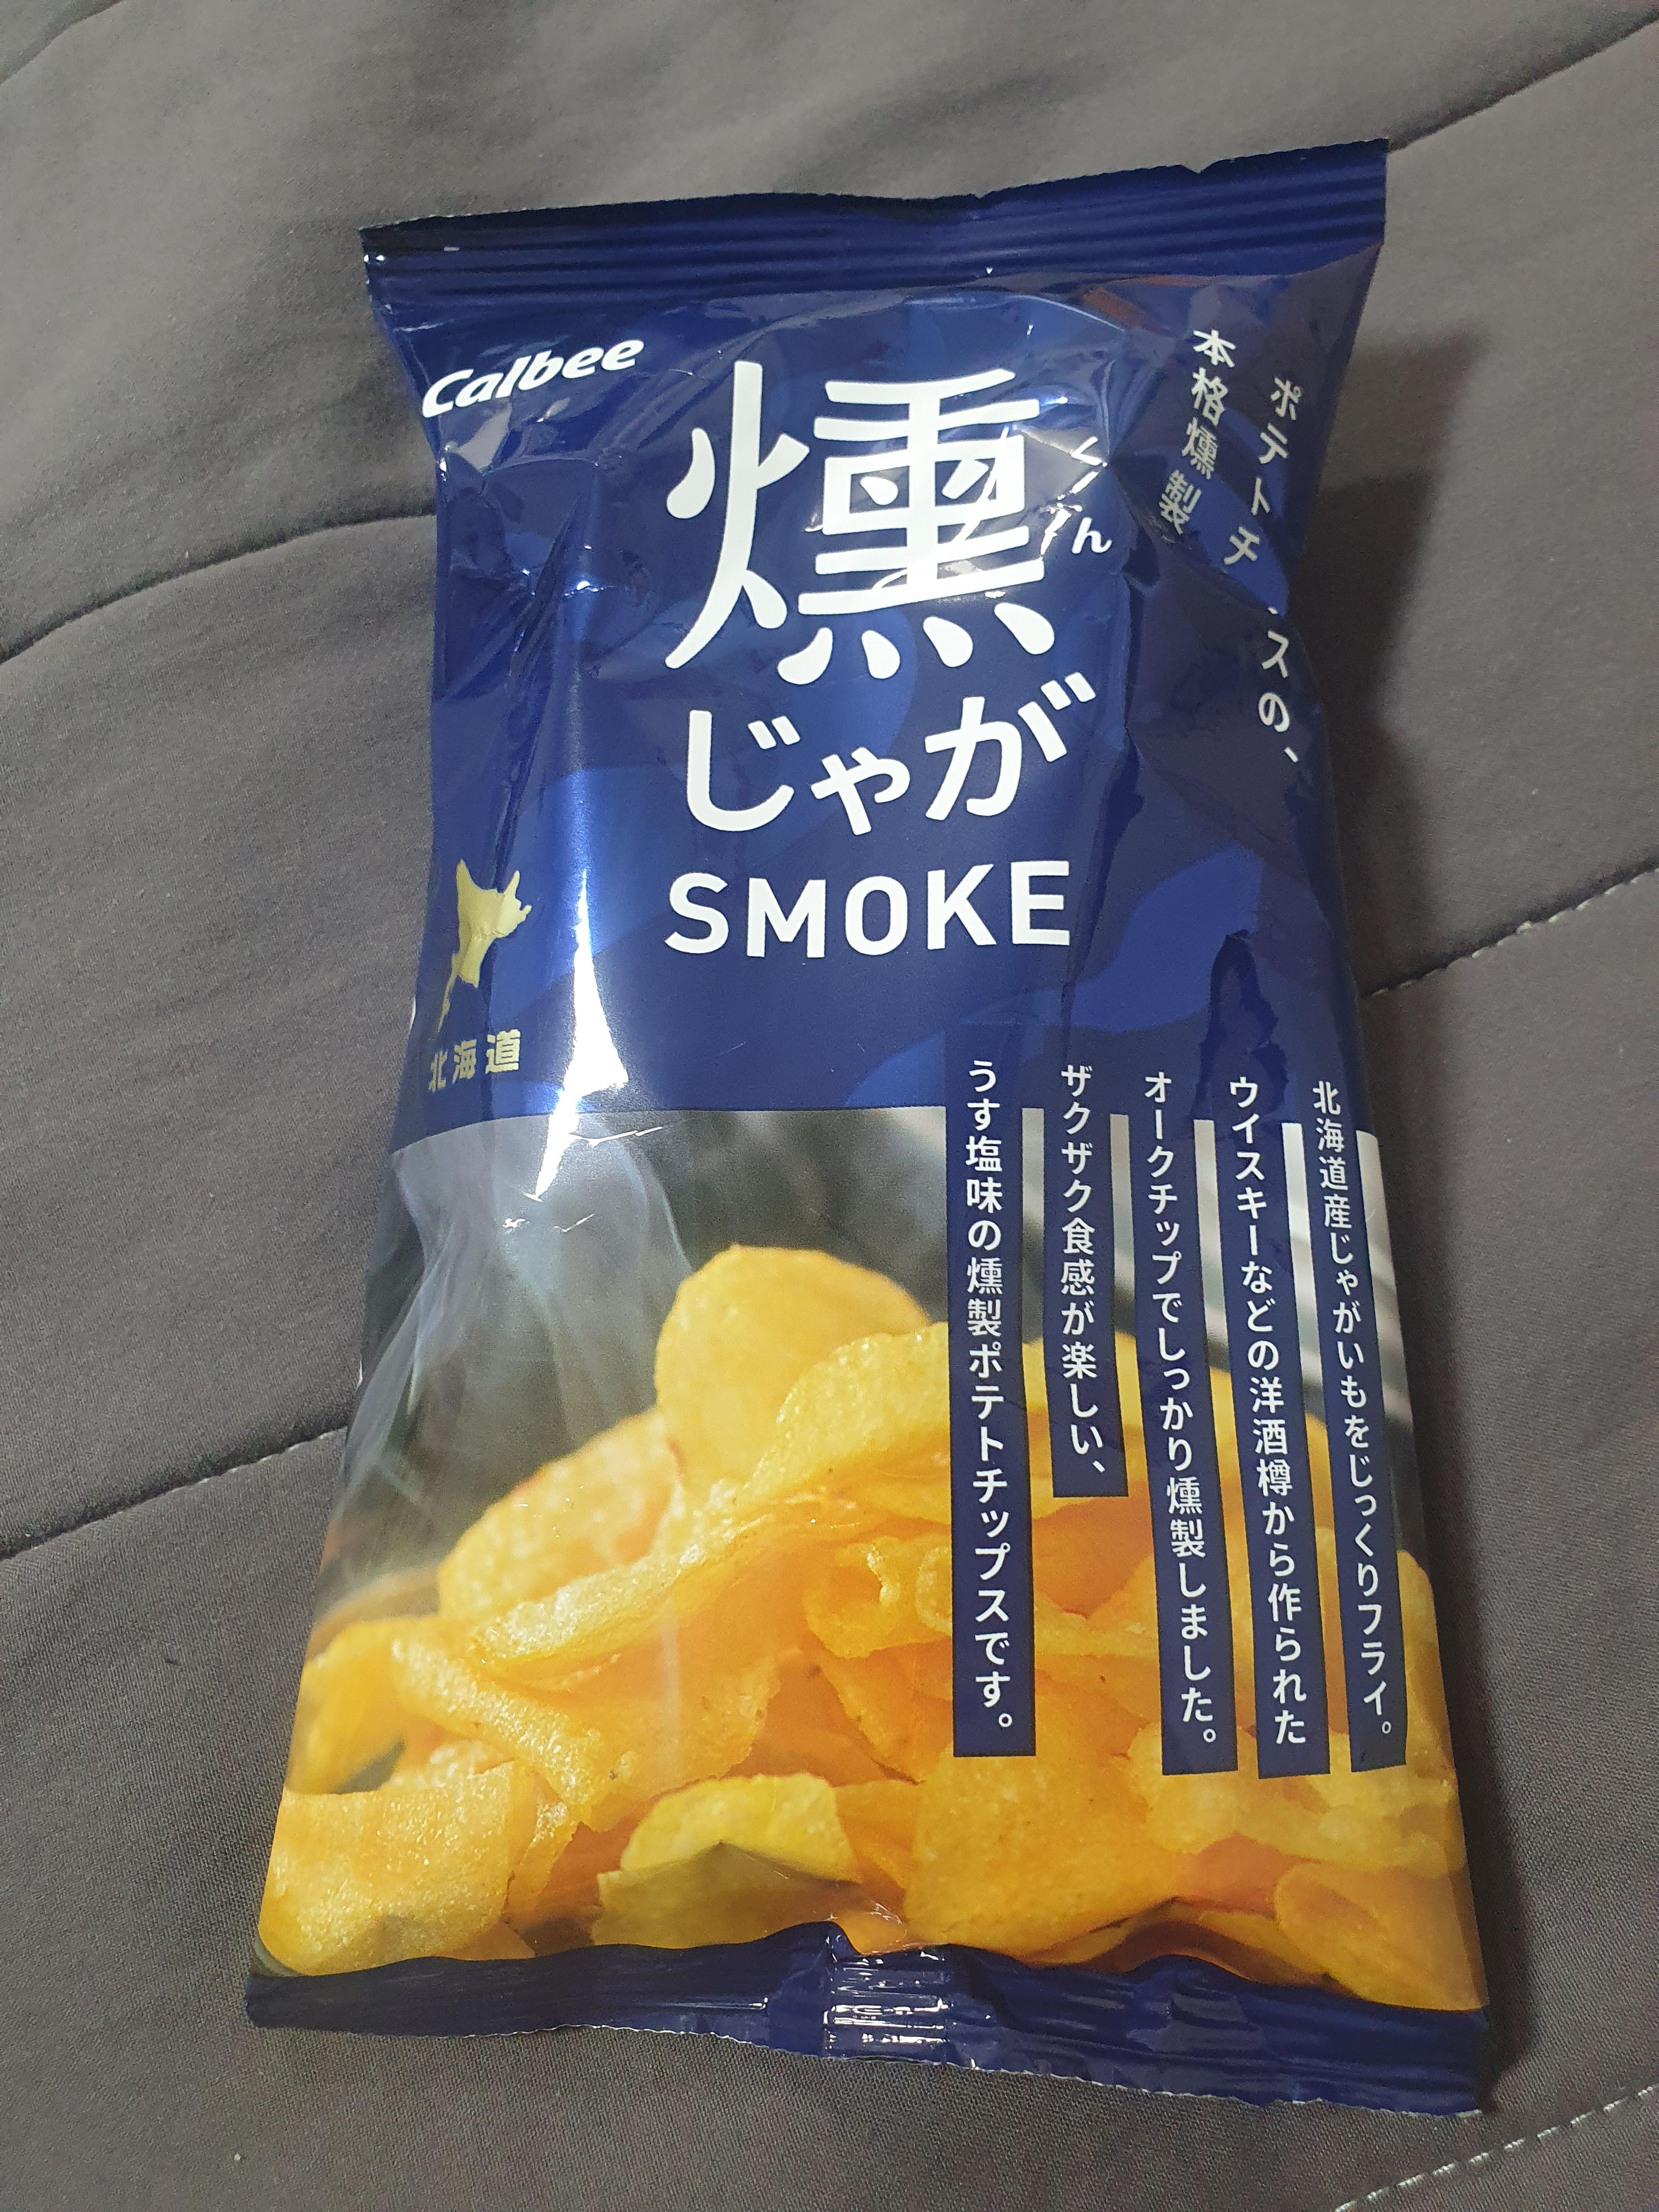 Calbee
ポテトチ スの、
本格燻製
燻
くん
じゃが
SMOKE
北海道
北海道産じゃがいもをじっくりフライ。
ウイスキーなどの洋酒樽から作られた
オークチップでしっかり燻製しました。
ザクザク食感が楽しい、
うす塩味の燻製ポテトチップスです。